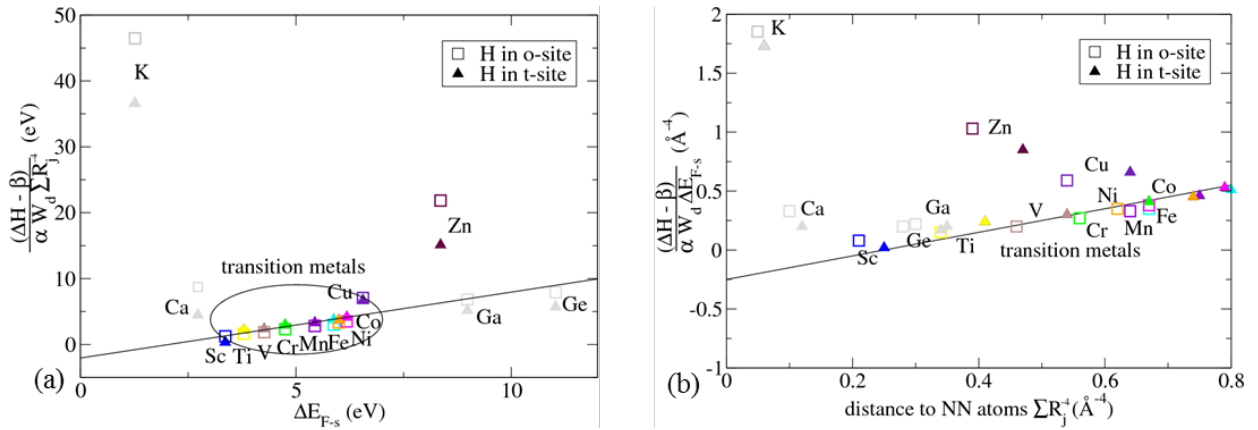 50
40
30
20
10
0
(ΔH - β)
α W_d ΣR_j^-4 (eV)
H in o-site
H in t-site
K
Zn
transition metals
Ca
Cu
Sc Ti V Cr Mn Fe Ni Co
Ga
Ge
(a)
0 5 10
ΔE_F-s (eV)
2
1.5
1
0.5
0
-0.5
-1
(ΔH - β)
α W_d ΔE_F-s (Å^-4)
H in o-site
H in t-site
K
Zn
Cu
Ca
Ga
Ge
Sc
Ti
V
Ni
Co
Cr
Mn
Fe
transition metals
(b)
0 0.2 0.4 0.6 0.8
distance to NN atoms ΣR_j^-4 (Å^-4)